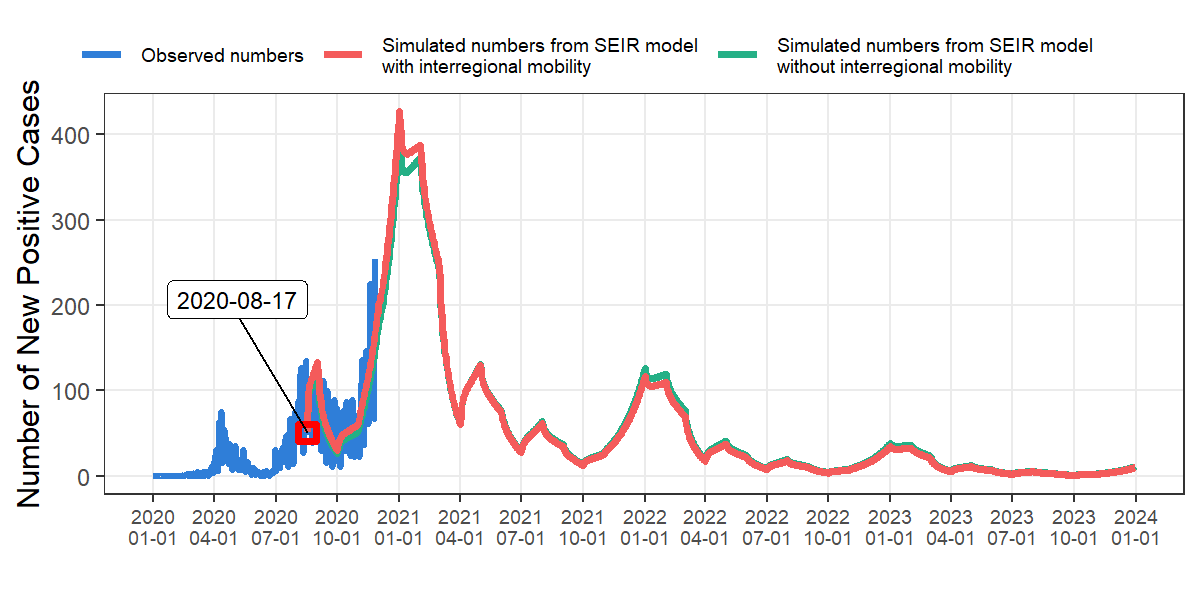 Observed numbers
Simulated numbers from SEIR model
with interregional mobility
Simulated numbers from SEIR model
without interregional mobility
Number of New Positive Cases
400
300
200
100
0
2020-08-17
2020 2020 2020 2020 2021 2021 2021 2021 2022 2022 2022 2022 2023 2023 2023 2023 2024
01-01 04-01 07-01 10-01 01-01 04-01 07-01 10-01 01-01 04-01 07-01 10-01 01-01 04-01 07-01 10-01 01-01